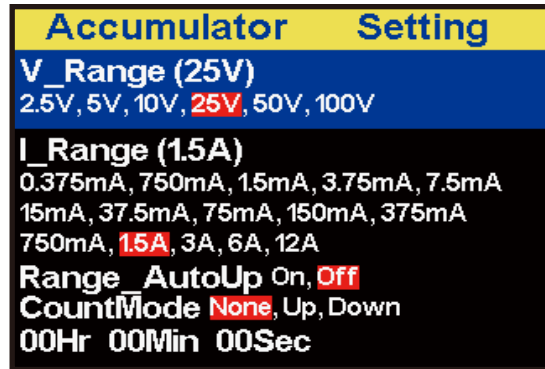 Accumulator Setting
V_Range (25V)
2.5V, 5V, 10V, 25V, 50V, 100V
I_Range (1.5A)
0.375mA, 750mA, 1.5mA, 3.75mA, 7.5mA
15mA, 37.5mA, 75mA, 150mA, 375mA
750mA, 1.5A, 3A, 6A, 12A
Range_AutoUp On, Off
CountMode None, Up, Down
00Hr 00Min 00Sec